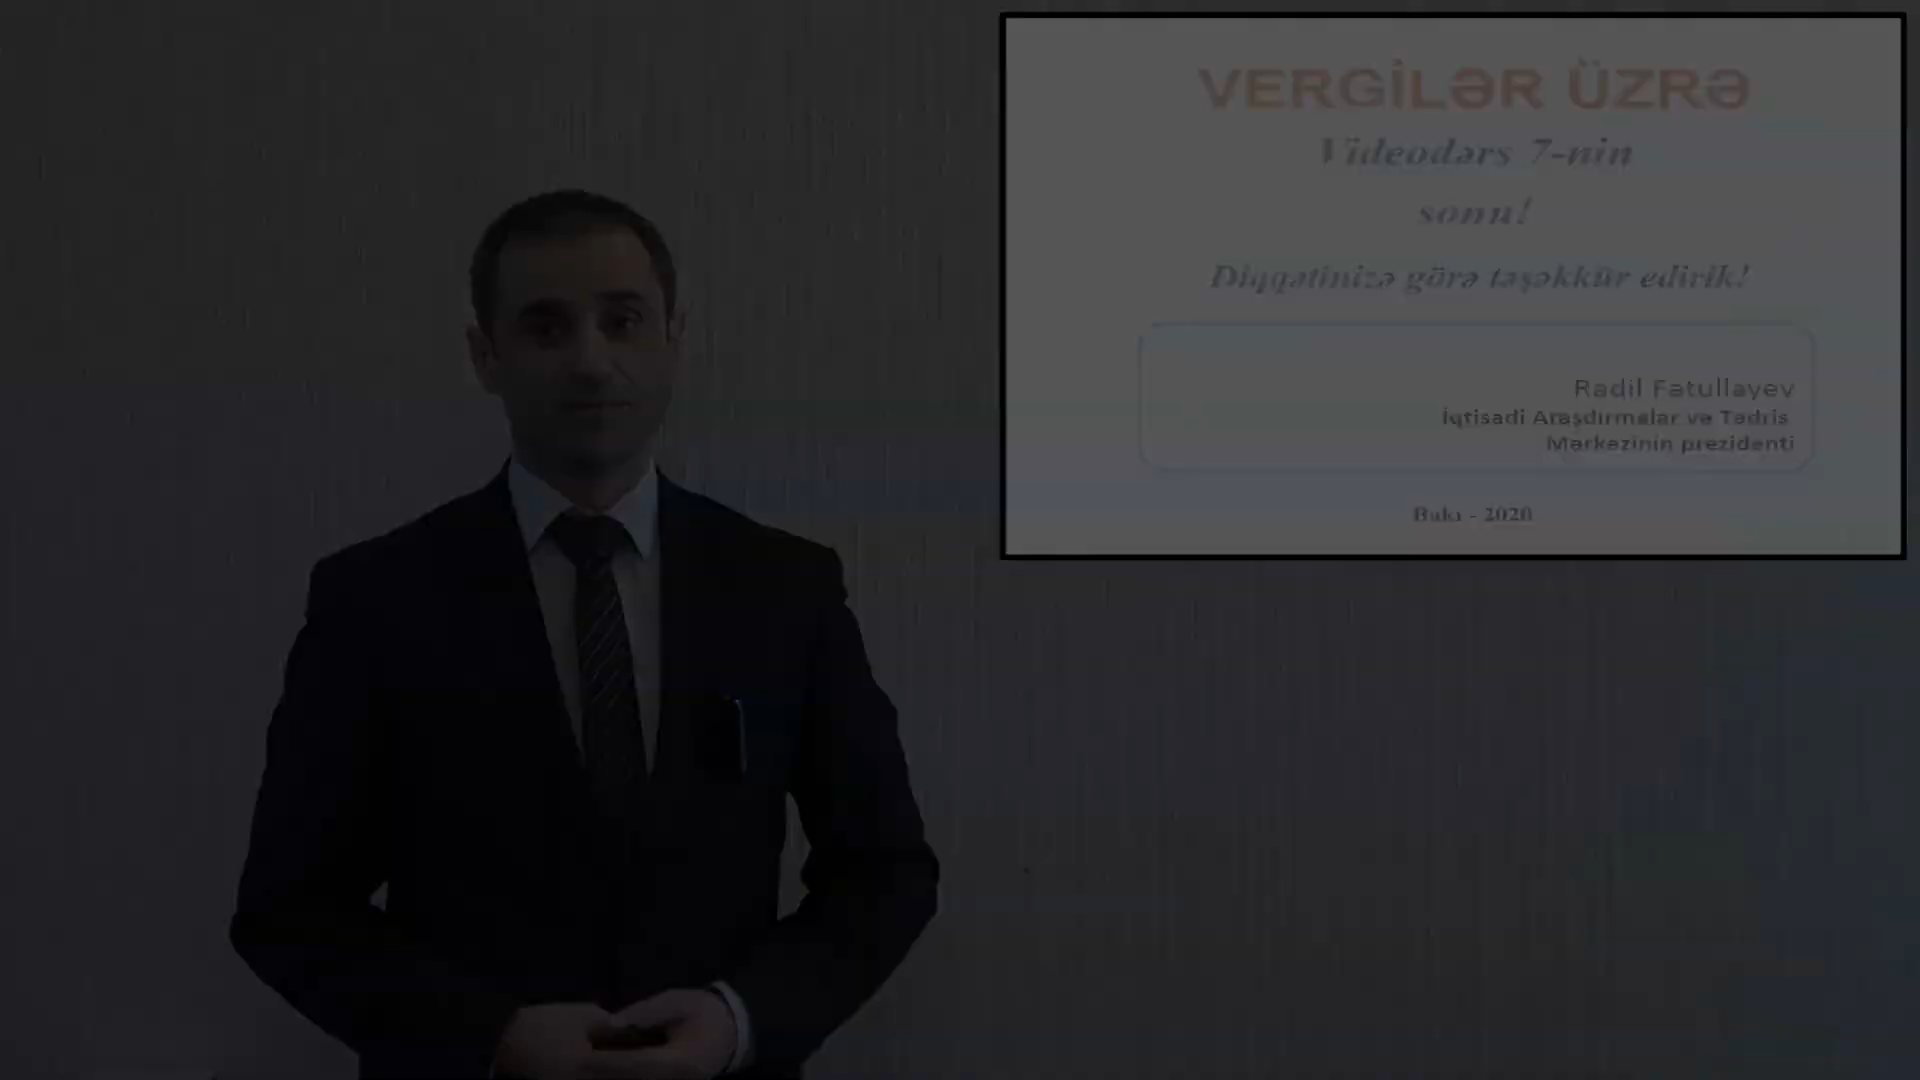 VERGİLƏR ÜZRƏ
Videodərs 7-nin
sonu!
Diqqətinizə görə təşəkkür edirik!
Radil Fətullayev
İqtisadi Araşdırmalar və Tədris
Mərkəzinin prezidenti
Bakı - 2020